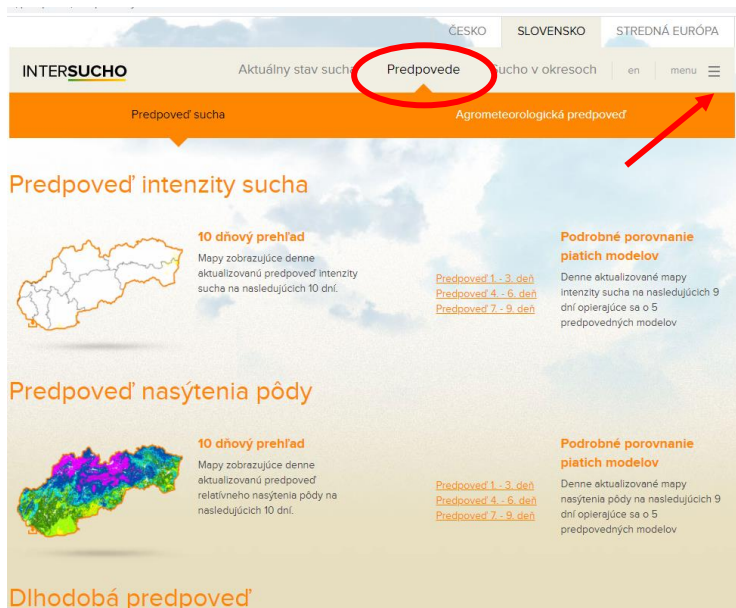 ČESKO SLOVENSKO STREDNÁ EURÓPA
INTERSUCHO Aktuálny stav sucha Predpovede Sucho v okresoch en menu
Predpoveď sucha Agrometeorologická predpoveď
Predpoveď intenzity sucha
10 dňový prehľad
Mapy zobrazujúce denne
aktualizovanú predpoveď intenzity
sucha na nasledujúcich 10 dní.
Predpoveď 1. - 3. deň
Predpoveď 4. - 6. deň
Predpoveď 7. - 9. deň
Podrobné porovnanie
piatich modelov
Denne aktualizované mapy
intenzity sucha na nasledujúcich 9
dní opierajúce sa o 5
predpovedných modelov
Predpoveď nasýtenia pôdy
10 dňový prehľad
Mapy zobrazujúce denne
aktualizovanú predpoveď
relatívneho nasýtenia pôdy na
nasledujúcich 10 dní.
Predpoveď 1. - 3. deň
Predpoveď 4. - 6. deň
Predpoveď 7. - 9. deň
Podrobné porovnanie
piatich modelov
Denne aktualizované mapy
nasýtenia pôdy na nasledujúcich 9
dní opierajúce sa o 5
predpovedných modelov
Dlhodobá predpoveď